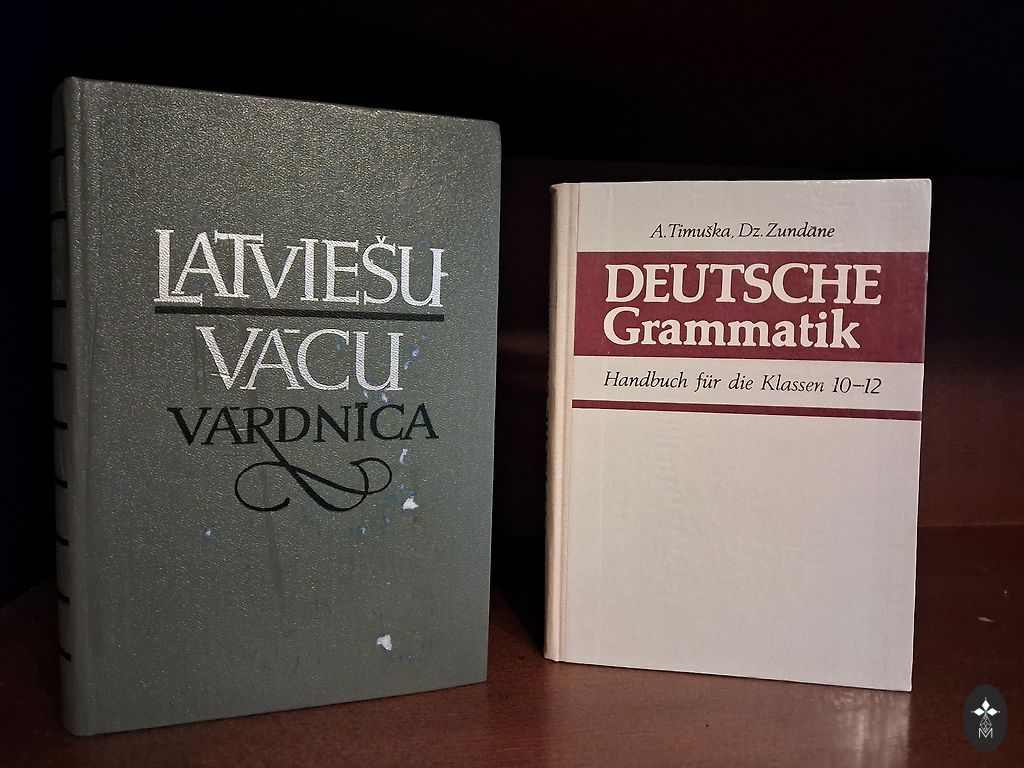 LATVIEŠU-
VĀCU
VĀRDNĪCA
A. Timuška, Dz. Zundāne
DEUTSCHE
Grammatik
Handbuch für die Klassen 10–12